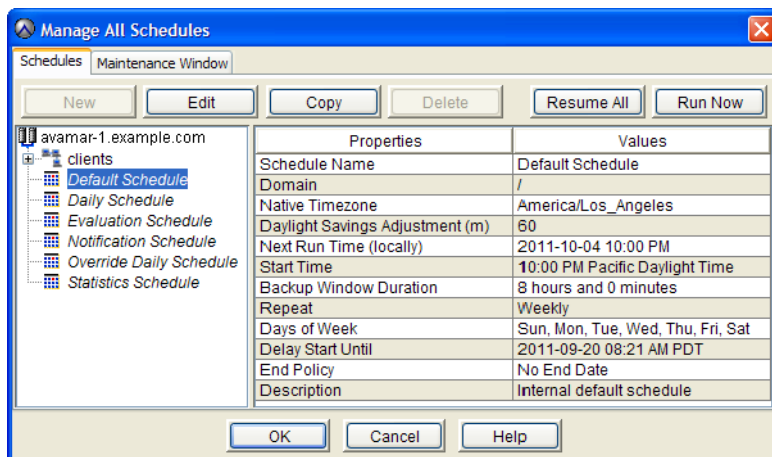 Manage All Schedules
Schedules Maintenance Window
New Edit Copy Delete Resume All Run Now
avamar-1.example.com
clients
Default Schedule
Daily Schedule
Evaluation Schedule
Notification Schedule
Override Daily Schedule
Statistics Schedule
Properties Values
Schedule Name Default Schedule
Domain /
Native Timezone America/Los_Angeles
Daylight Savings Adjustment (m) 60
Next Run Time (locally) 2011-10-04 10:00 PM
Start Time 10:00 PM Pacific Daylight Time
Backup Window Duration 8 hours and 0 minutes
Repeat Weekly
Days of Week Sun, Mon, Tue, Wed, Thu, Fri, Sat
Delay Start Until 2011-09-20 08:21 AM PDT
End Policy No End Date
Description Internal default schedule
OK Cancel Help